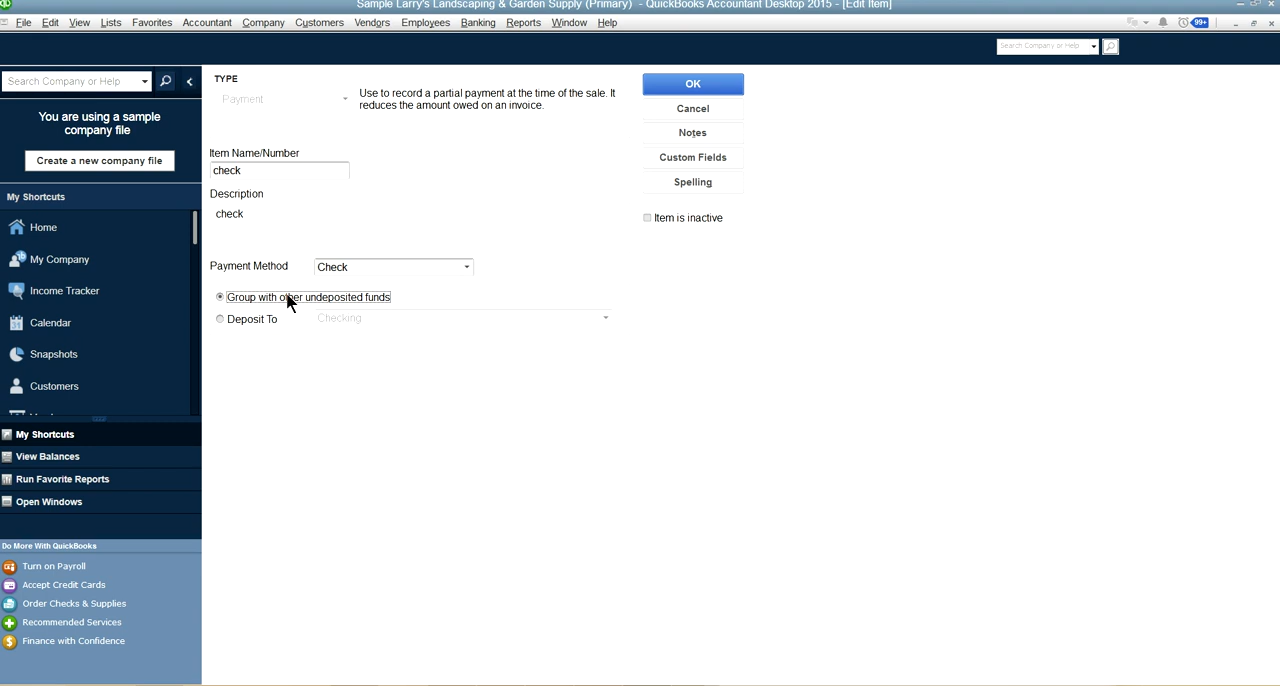 Sample Larry's Landscaping & Garden Supply (Primary) - QuickBooks Accountant Desktop 2015 - [Edit Item]
File Edit View Lists Favorites Accountant Company Customers Vendors Employees Banking Reports Window Help
99+
Search Company or Help
Search Company or Help
You are using a sample
company file
Create a new company file
My Shortcuts
Home
My Company
Income Tracker
Calendar
Snapshots
Customers
My Shortcuts
View Balances
Run Favorite Reports
Open Windows
Do More With QuickBooks
Turn on Payroll
Accept Credit Cards
Order Checks & Supplies
Recommended Services
Finance with Confidence
TYPE
Payment
Use to record a partial payment at the time of the sale. It
reduces the amount owed on an invoice.
Item Name/Number
check
Description
check
Payment Method Check
Group with other undeposited funds
Deposit To Checking
OK
Cancel
Notes
Custom Fields
Spelling
Item is inactive